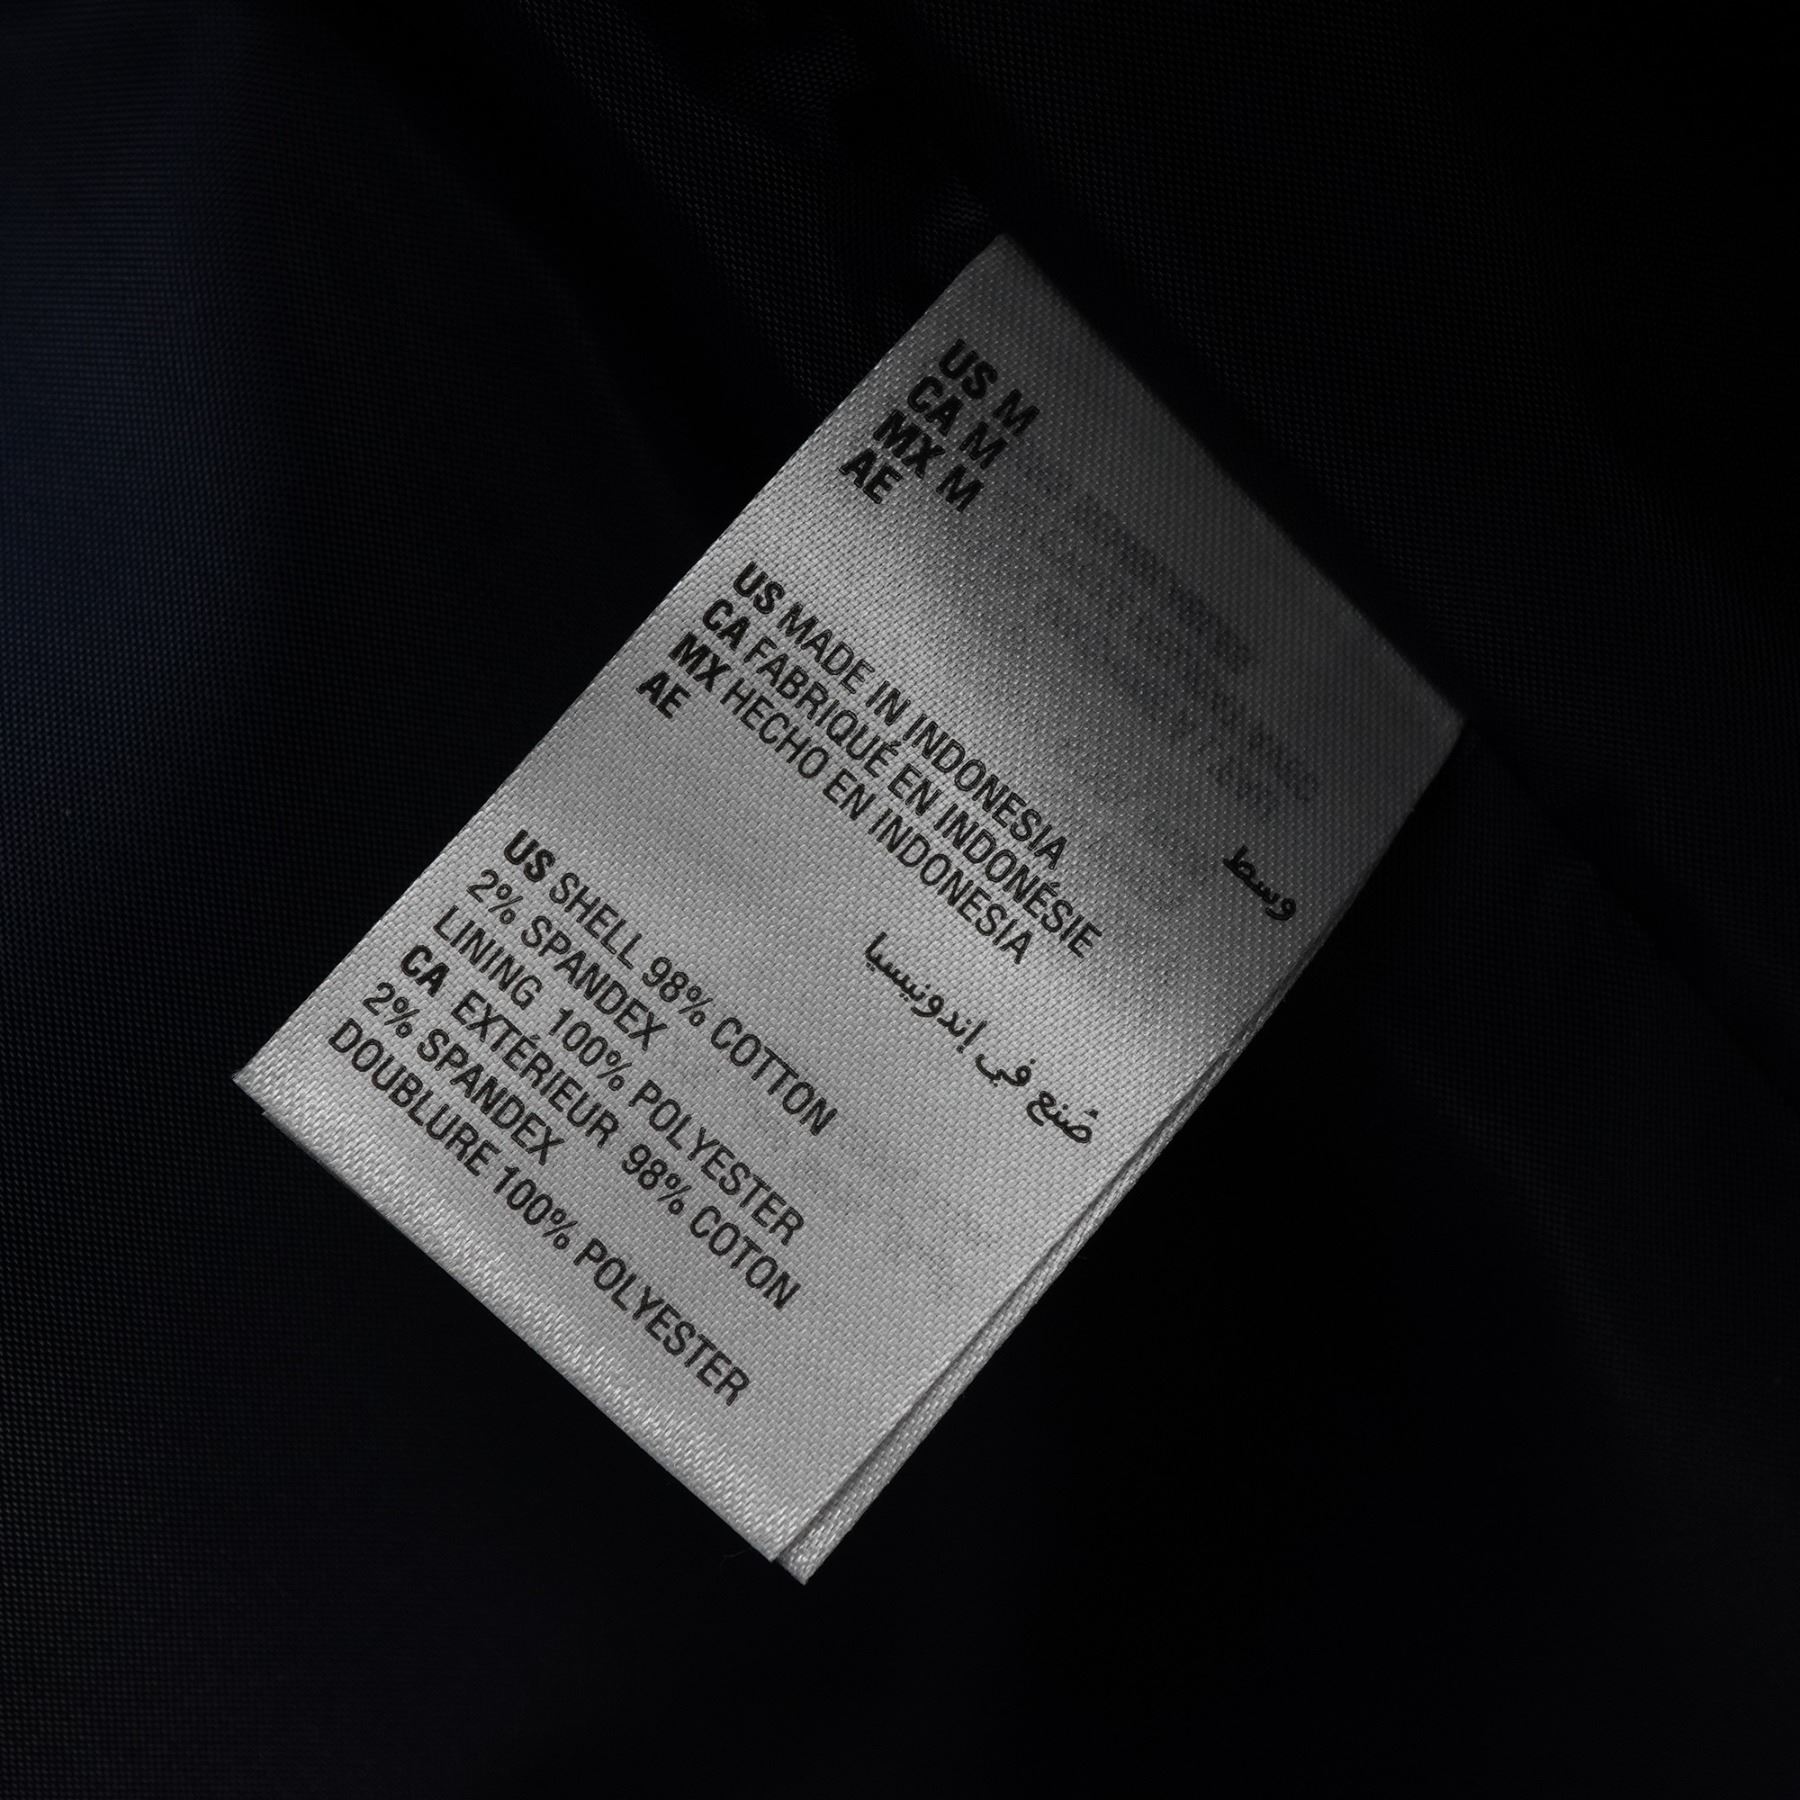 US M
CA M
MX M
AE وسط
US MADE IN INDONESIA
CA FABRIQUÉ EN INDONÉSIE
MX HECHO EN INDONESIA
AE صُنع في إندونيسيا
US SHELL 98% COTTON
2% SPANDEX
LINING 100% POLYESTER
CA EXTÉRIEUR 98% COTON
2% SPANDEX
DOUBLURE 100% POLYESTER